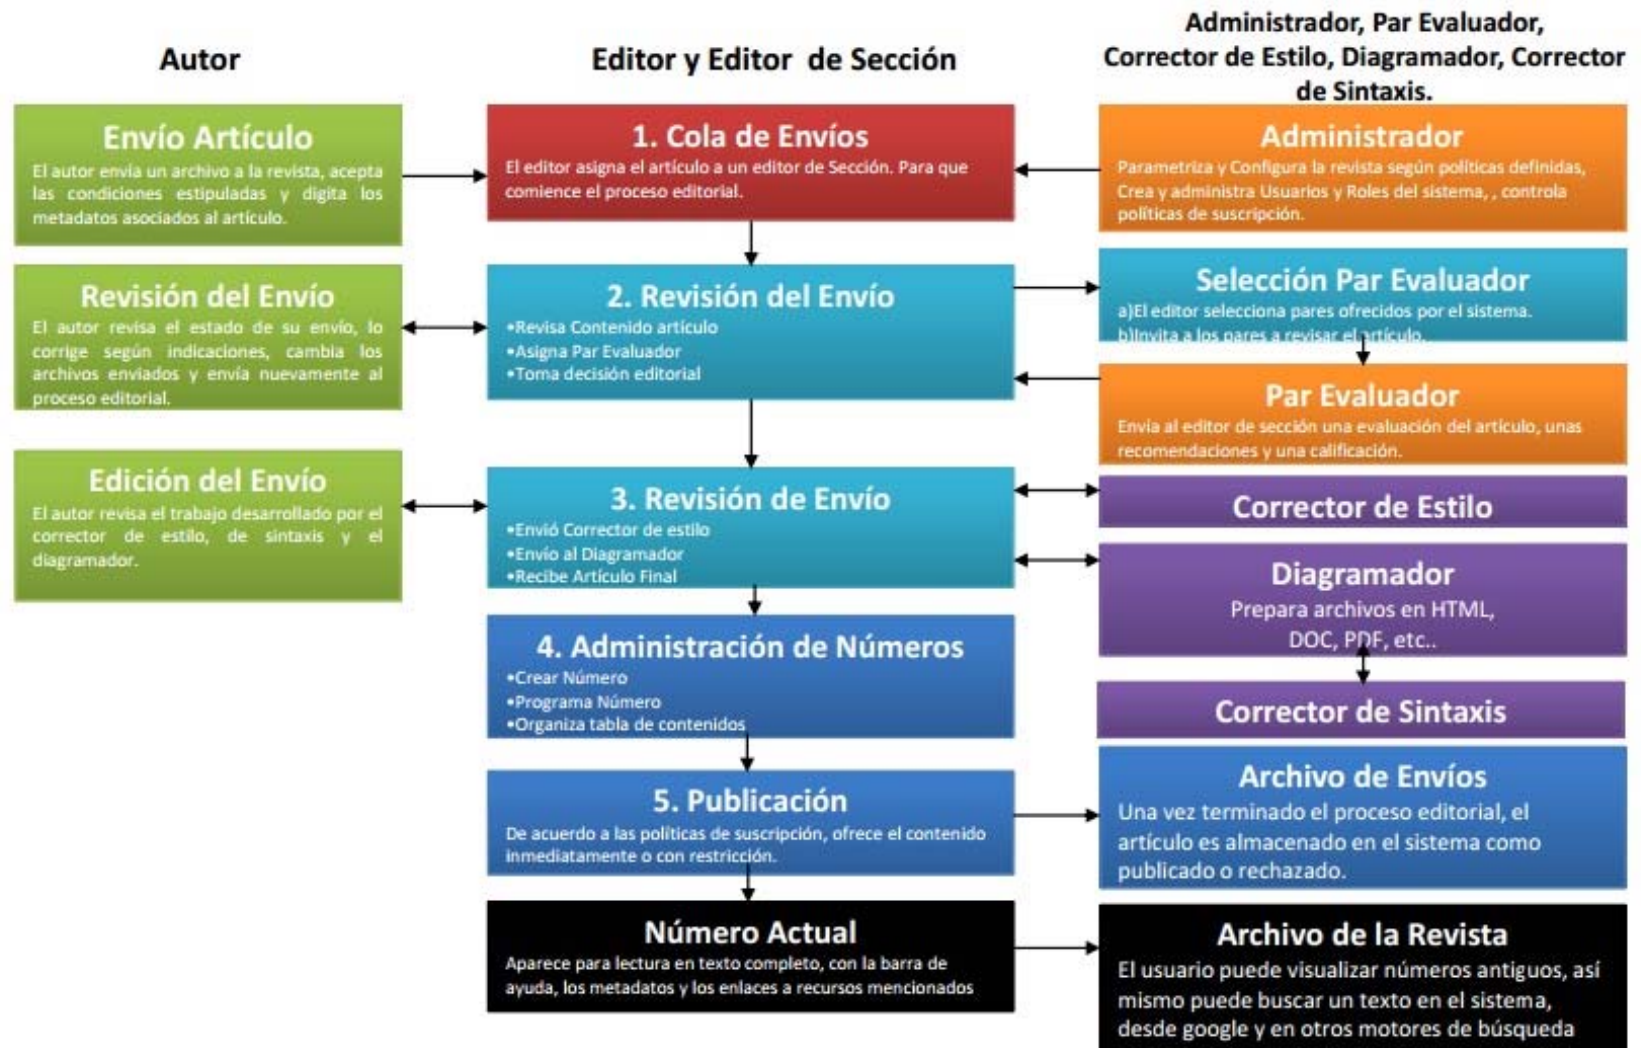 Autor
Editor y Editor de Sección
Administrador, Par Evaluador,
Corrector de Estilo, Diagramador, Corrector
de Sintaxis.
Envío Artículo
El autor envía un archivo a la revista, acepta
las condiciones estipuladas y digita los
metadatos asociados al artículo.
1. Cola de Envíos
El editor asigna el artículo a un editor de Sección. Para que
comience el proceso editorial.
Administrador
Parametriza y Configura la revista según políticas definidas,
Crea y administra Usuarios y Roles del sistema, , controla
políticas de suscripción.
Revisión del Envío
El autor revisa el estado de su envío, lo
corrige según indicaciones, cambia los
archivos enviados y envía nuevamente al
proceso editorial.
2. Revisión del Envío
•Revisa Contenido artículo
•Asigna Par Evaluador
•Toma decisión editorial
Selección Par Evaluador
a)El editor selecciona pares ofrecidos por el sistema.
b)Invita a los pares a revisar el artículo.
Par Evaluador
Envía al editor de sección una evaluación del artículo, unas
recomendaciones y una calificación.
Edición del Envío
El autor revisa el trabajo desarrollado por el
corrector de estilo, de sintaxis y el
diagramador.
3. Revisión de Envío
•Envió Corrector de estilo
•Envío al Diagramador
•Recibe Artículo Final
Corrector de Estilo
Diagramador
Prepara archivos en HTML,
DOC, PDF, etc..
4. Administración de Números
•Crear Número
•Programa Número
•Organiza tabla de contenidos
Corrector de Sintaxis
5. Publicación
De acuerdo a las políticas de suscripción, ofrece el contenido
inmediatamente o con restricción.
Archivo de Envíos
Una vez terminado el proceso editorial, el
artículo es almacenado en el sistema como
publicado o rechazado.
Número Actual
Aparece para lectura en texto completo, con la barra de
ayuda, los metadatos y los enlaces a recursos mencionados
Archivo de la Revista
El usuario puede visualizar números antiguos, así
mismo puede buscar un texto en el sistema,
desde google y en otros motores de búsqueda